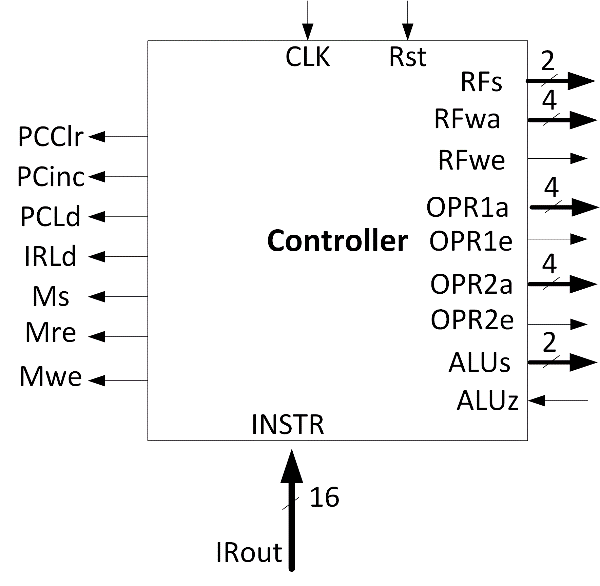 CLK Rst
RFs 2
RFwa 4
PCClr
RFwe
PCinc
OPR1a 4
PCLd
Controller OPR1e
IRLd
OPR2a 4
Ms
OPR2e
Mre
ALUs 2
Mwe
ALUz
INSTR
16
IRout